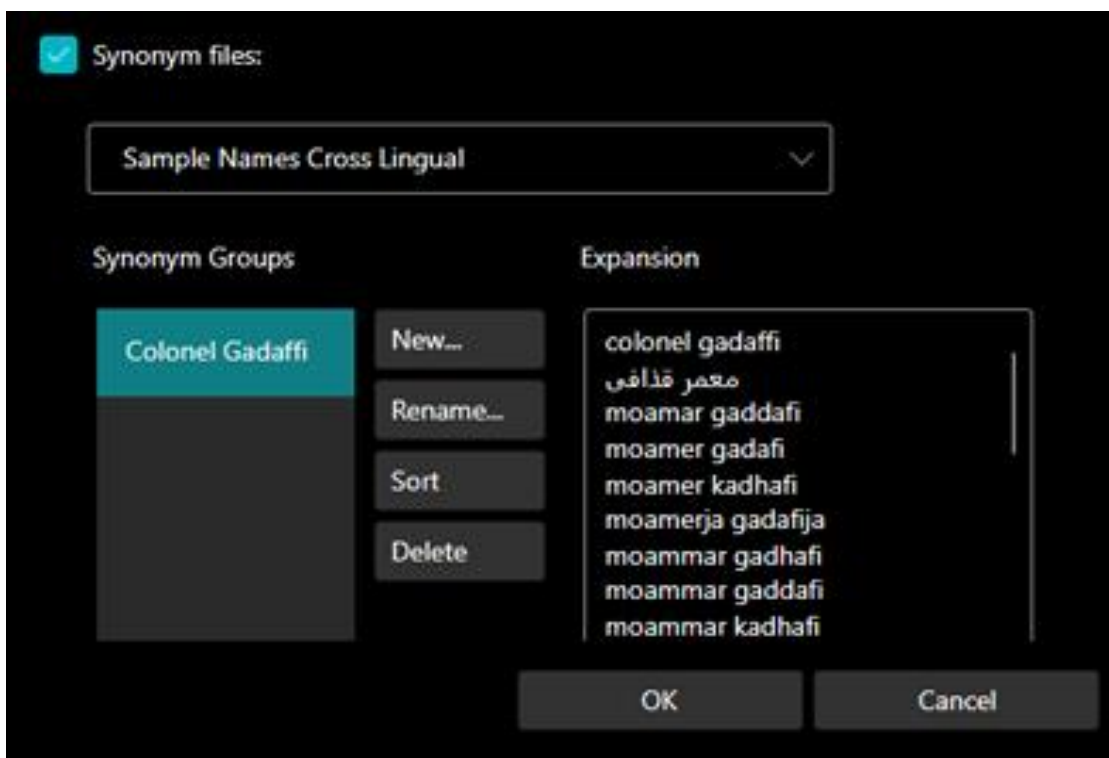 Synonym files:
Sample Names Cross Lingual
Synonym Groups
Expansion
Colonel Gadaffi
New...
Rename...
Sort
Delete
colonel gadaffi
معمر قذافی
moamar gaddafi
moamer gadafi
moamer kadhafi
moamerja gadafija
moammar gadhafi
moammar gaddafi
moammar kadhafi
OK
Cancel